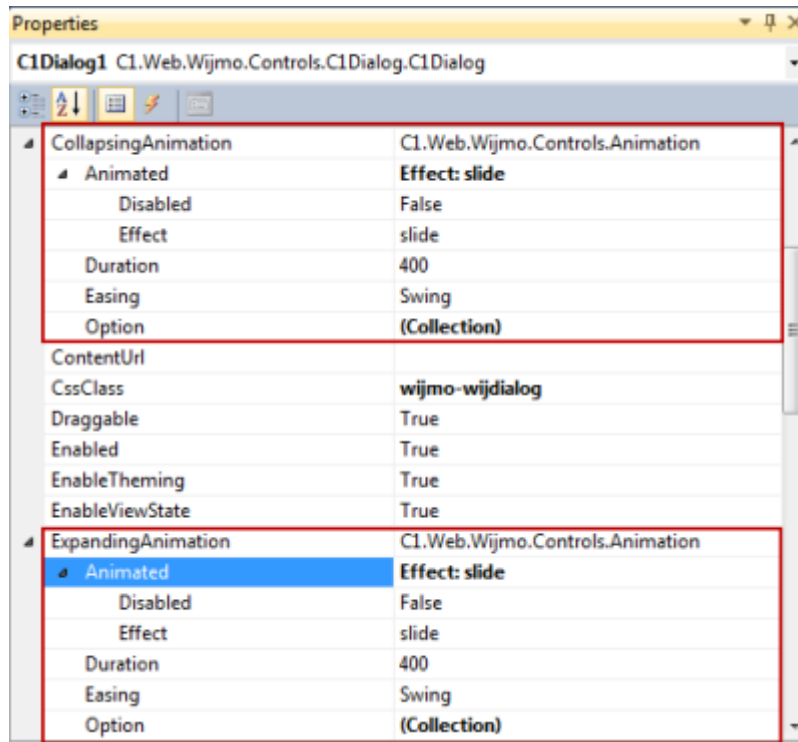 Properties
C1Dialog1 C1.Web.Wijmo.Controls.C1Dialog.C1Dialog
CollapsingAnimation C1.Web.Wijmo.Controls.Animation
Animated Effect: slide
Disabled False
Effect slide
Duration 400
Easing Swing
Option (Collection)
ContentUrl
CssClass wijmo-wijdialog
Draggable True
Enabled True
EnableTheming True
EnableViewState True
ExpandingAnimation C1.Web.Wijmo.Controls.Animation
Animated Effect: slide
Disabled False
Effect slide
Duration 400
Easing Swing
Option (Collection)